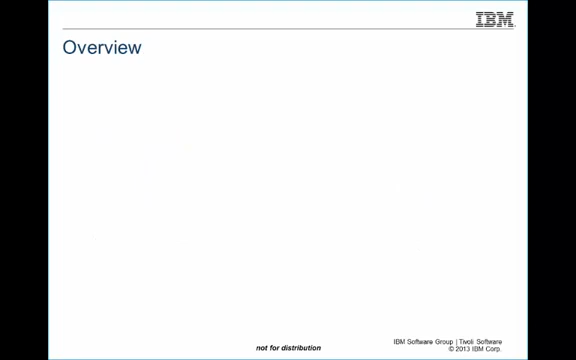 IBM
Overview
not for distribution
IBM Software Group | Tivoli Software
© 2013 IBM Corp.